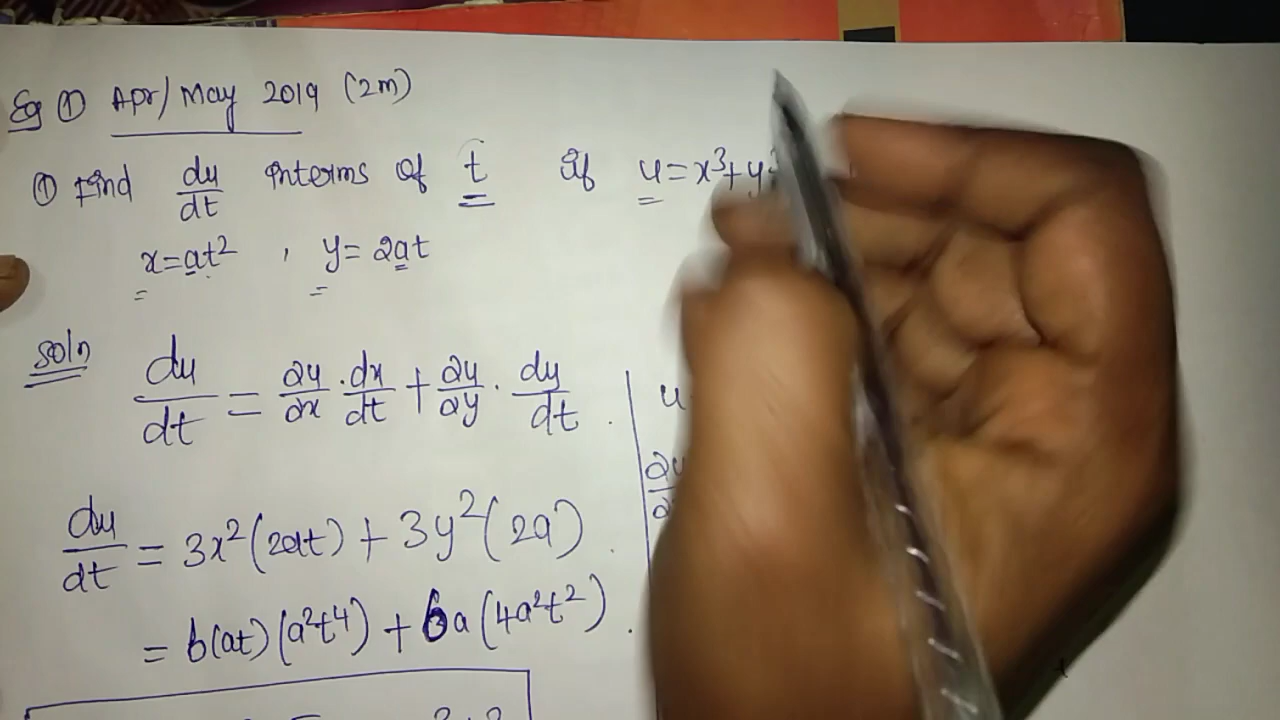 Eg ① Apr/May 2019 (2m)
① Find du/dt interms of t if u=x³+y³
x=at² , y=2at
Soln du/dt = ∂u/∂x . dx/dt + ∂u/∂y . dy/dt . u
∂u
du/dt = 3x²(2at) + 3y²(2a) .
= 6(at)(a²t⁴) + 6a(4a²t²) .